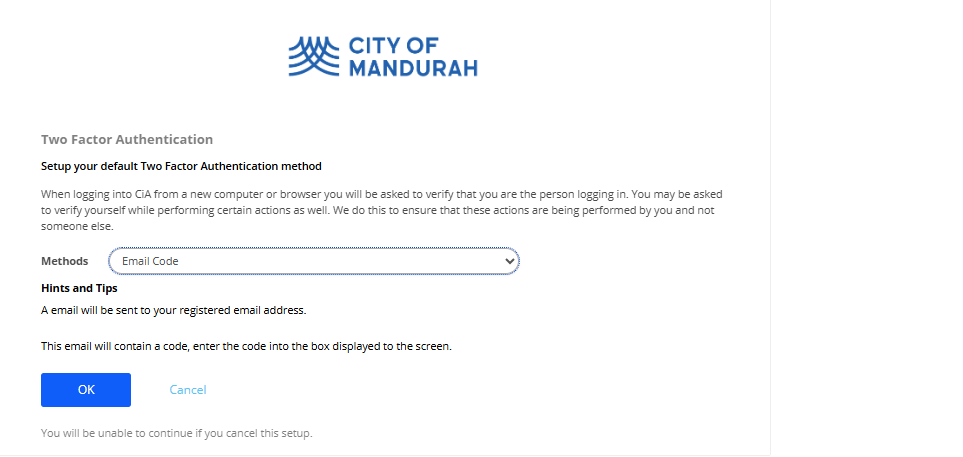 CITY OF
MANDURAH
Two Factor Authentication
Setup your default Two Factor Authentication method
When logging into CiA from a new computer or browser you will be asked to verify that you are the person logging in. You may be asked
to verify yourself while performing certain actions as well. We do this to ensure that these actions are being performed by you and not
someone else.
Methods Email Code
Hints and Tips
A email will be sent to your registered email address.
This email will contain a code, enter the code into the box displayed to the screen.
OK Cancel
You will be unable to continue if you cancel this setup.